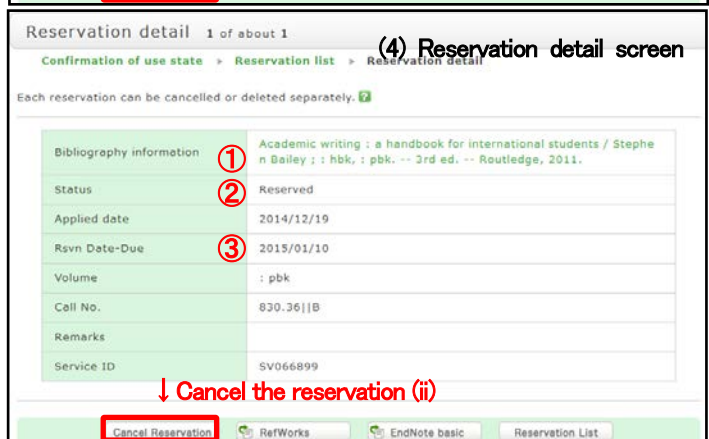 Reservation detail 1 of about 1
(4) Reservation detail screen
Confirmation of use state » Reservation list » Reservation detail
Each reservation can be cancelled or deleted separately. ?
Bibliography information ① Academic writing : a handbook for international students / Stephe
n Bailey ; : hbk, : pbk. -- 3rd ed. -- Routledge, 2011.
Status ② Reserved
Applied date 2014/12/19
Rsvn Date-Due ③ 2015/01/10
Volume : pbk
Call No. 830.36||B
Remarks
Service ID SV066899
↓ Cancel the reservation (ii)
Cancel Reservation RefWorks EndNote basic Reservation List